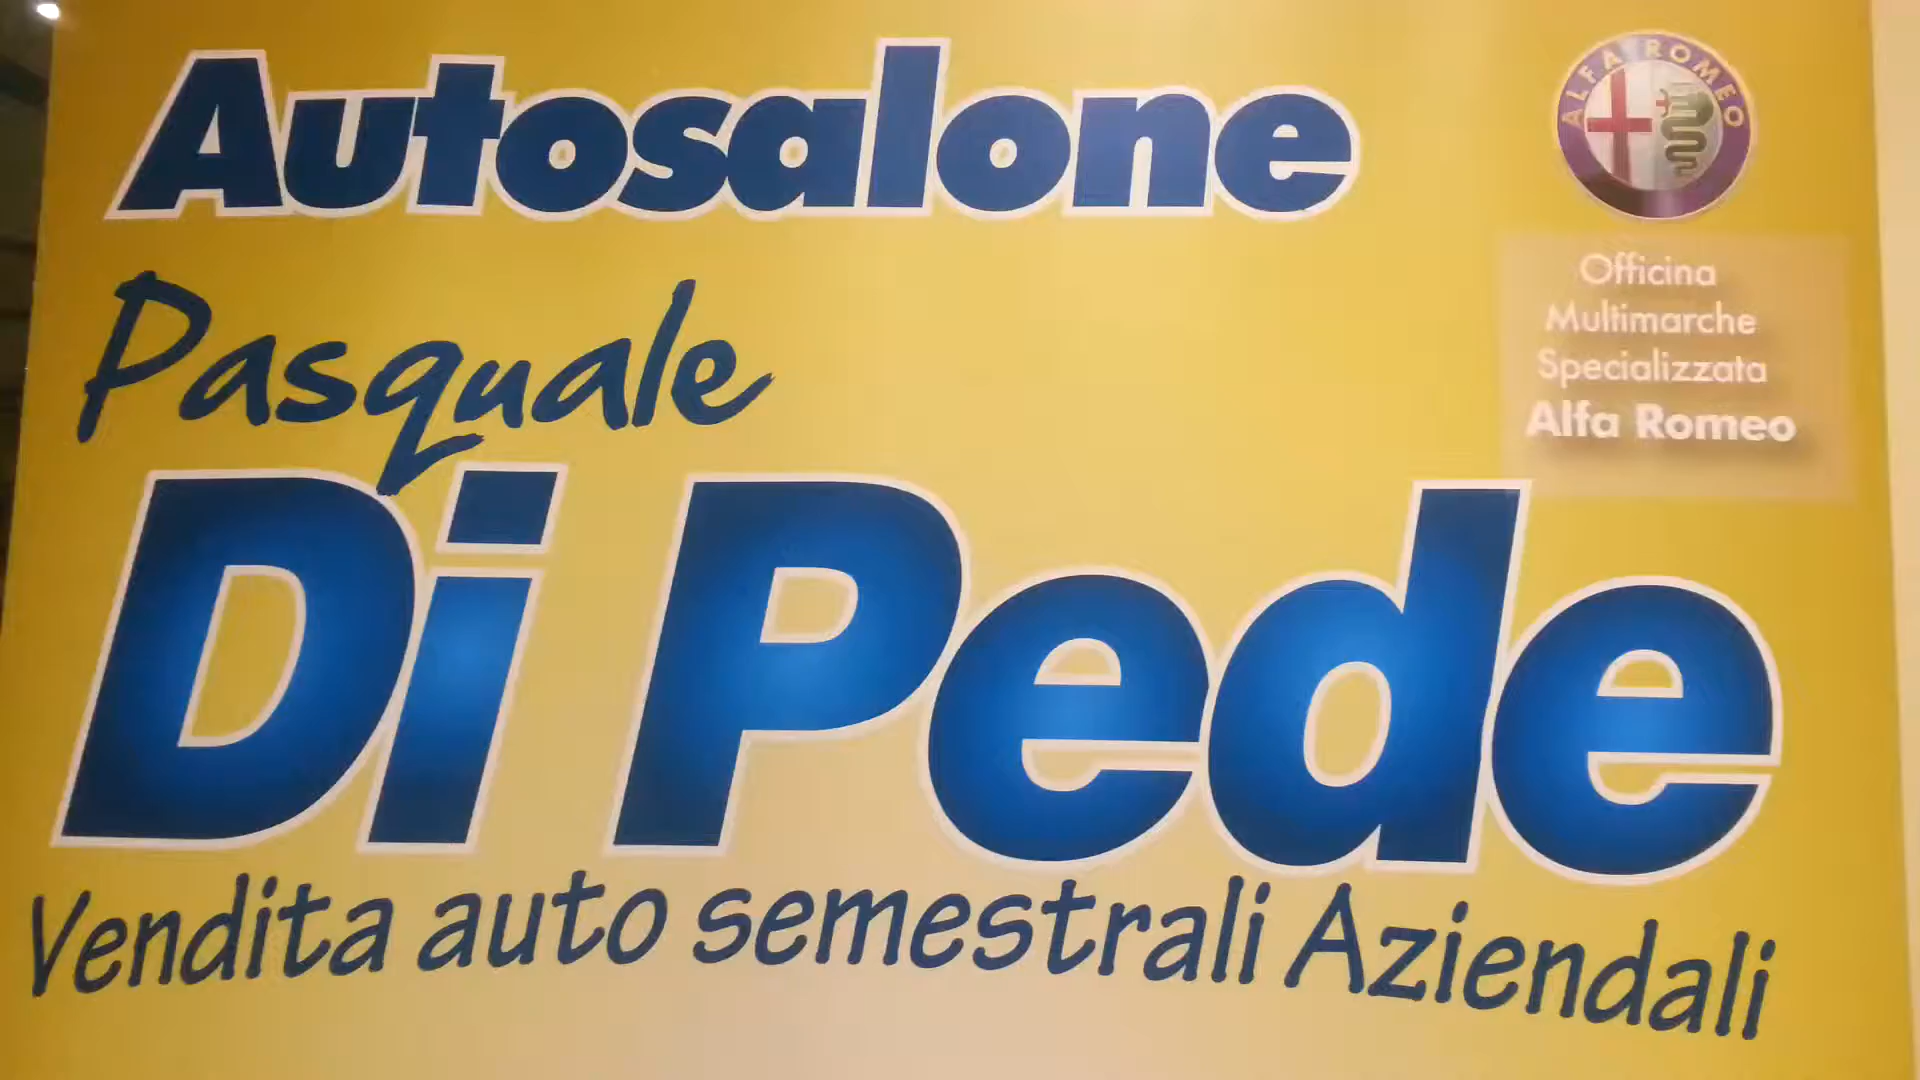 Autosalone
Pasquale
Di Pede
Vendita auto semestrali Aziendali
ALFA ROMEO
Officina
Multimarche
Specializzata
Alfa Romeo